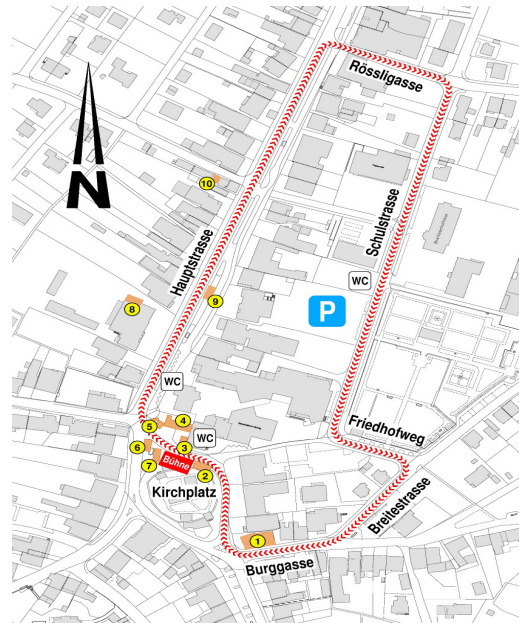 Rössligasse
N
10
Schulstrasse
Hauptstrasse
WC
9
P
8
WC
5
4
Friedhofweg
WC
6
3
Bühne
7
2
Kirchplatz
Breitestrasse
1
Burggasse